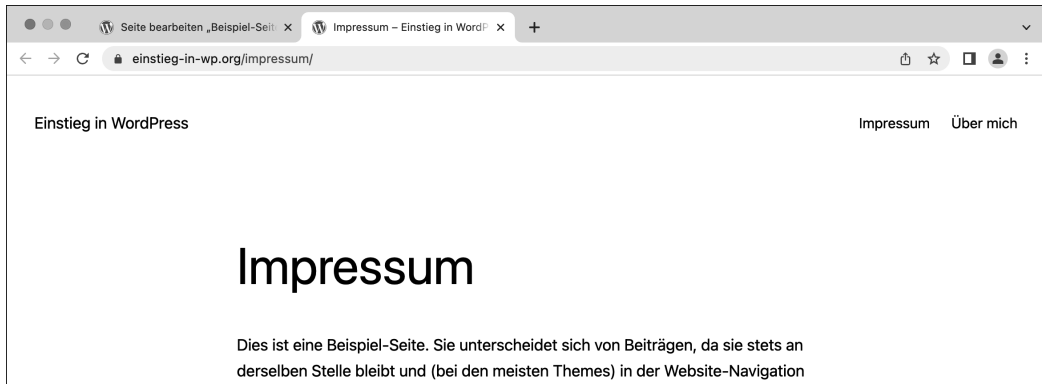 Seite bearbeiten „Beispiel-Seit
Impressum – Einstieg in WordP
einstieg-in-wp.org/impressum/
Einstieg in WordPress
Impressum
Über mich
Impressum
Dies ist eine Beispiel-Seite. Sie unterscheidet sich von Beiträgen, da sie stets an
derselben Stelle bleibt und (bei den meisten Themes) in der Website-Navigation